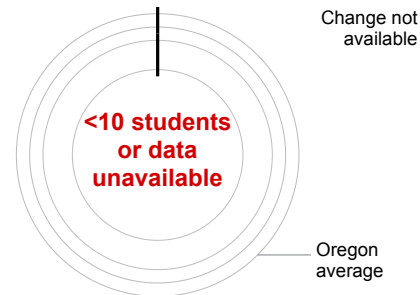 Change not
available
<10 students
or data
unavailable
Oregon
average